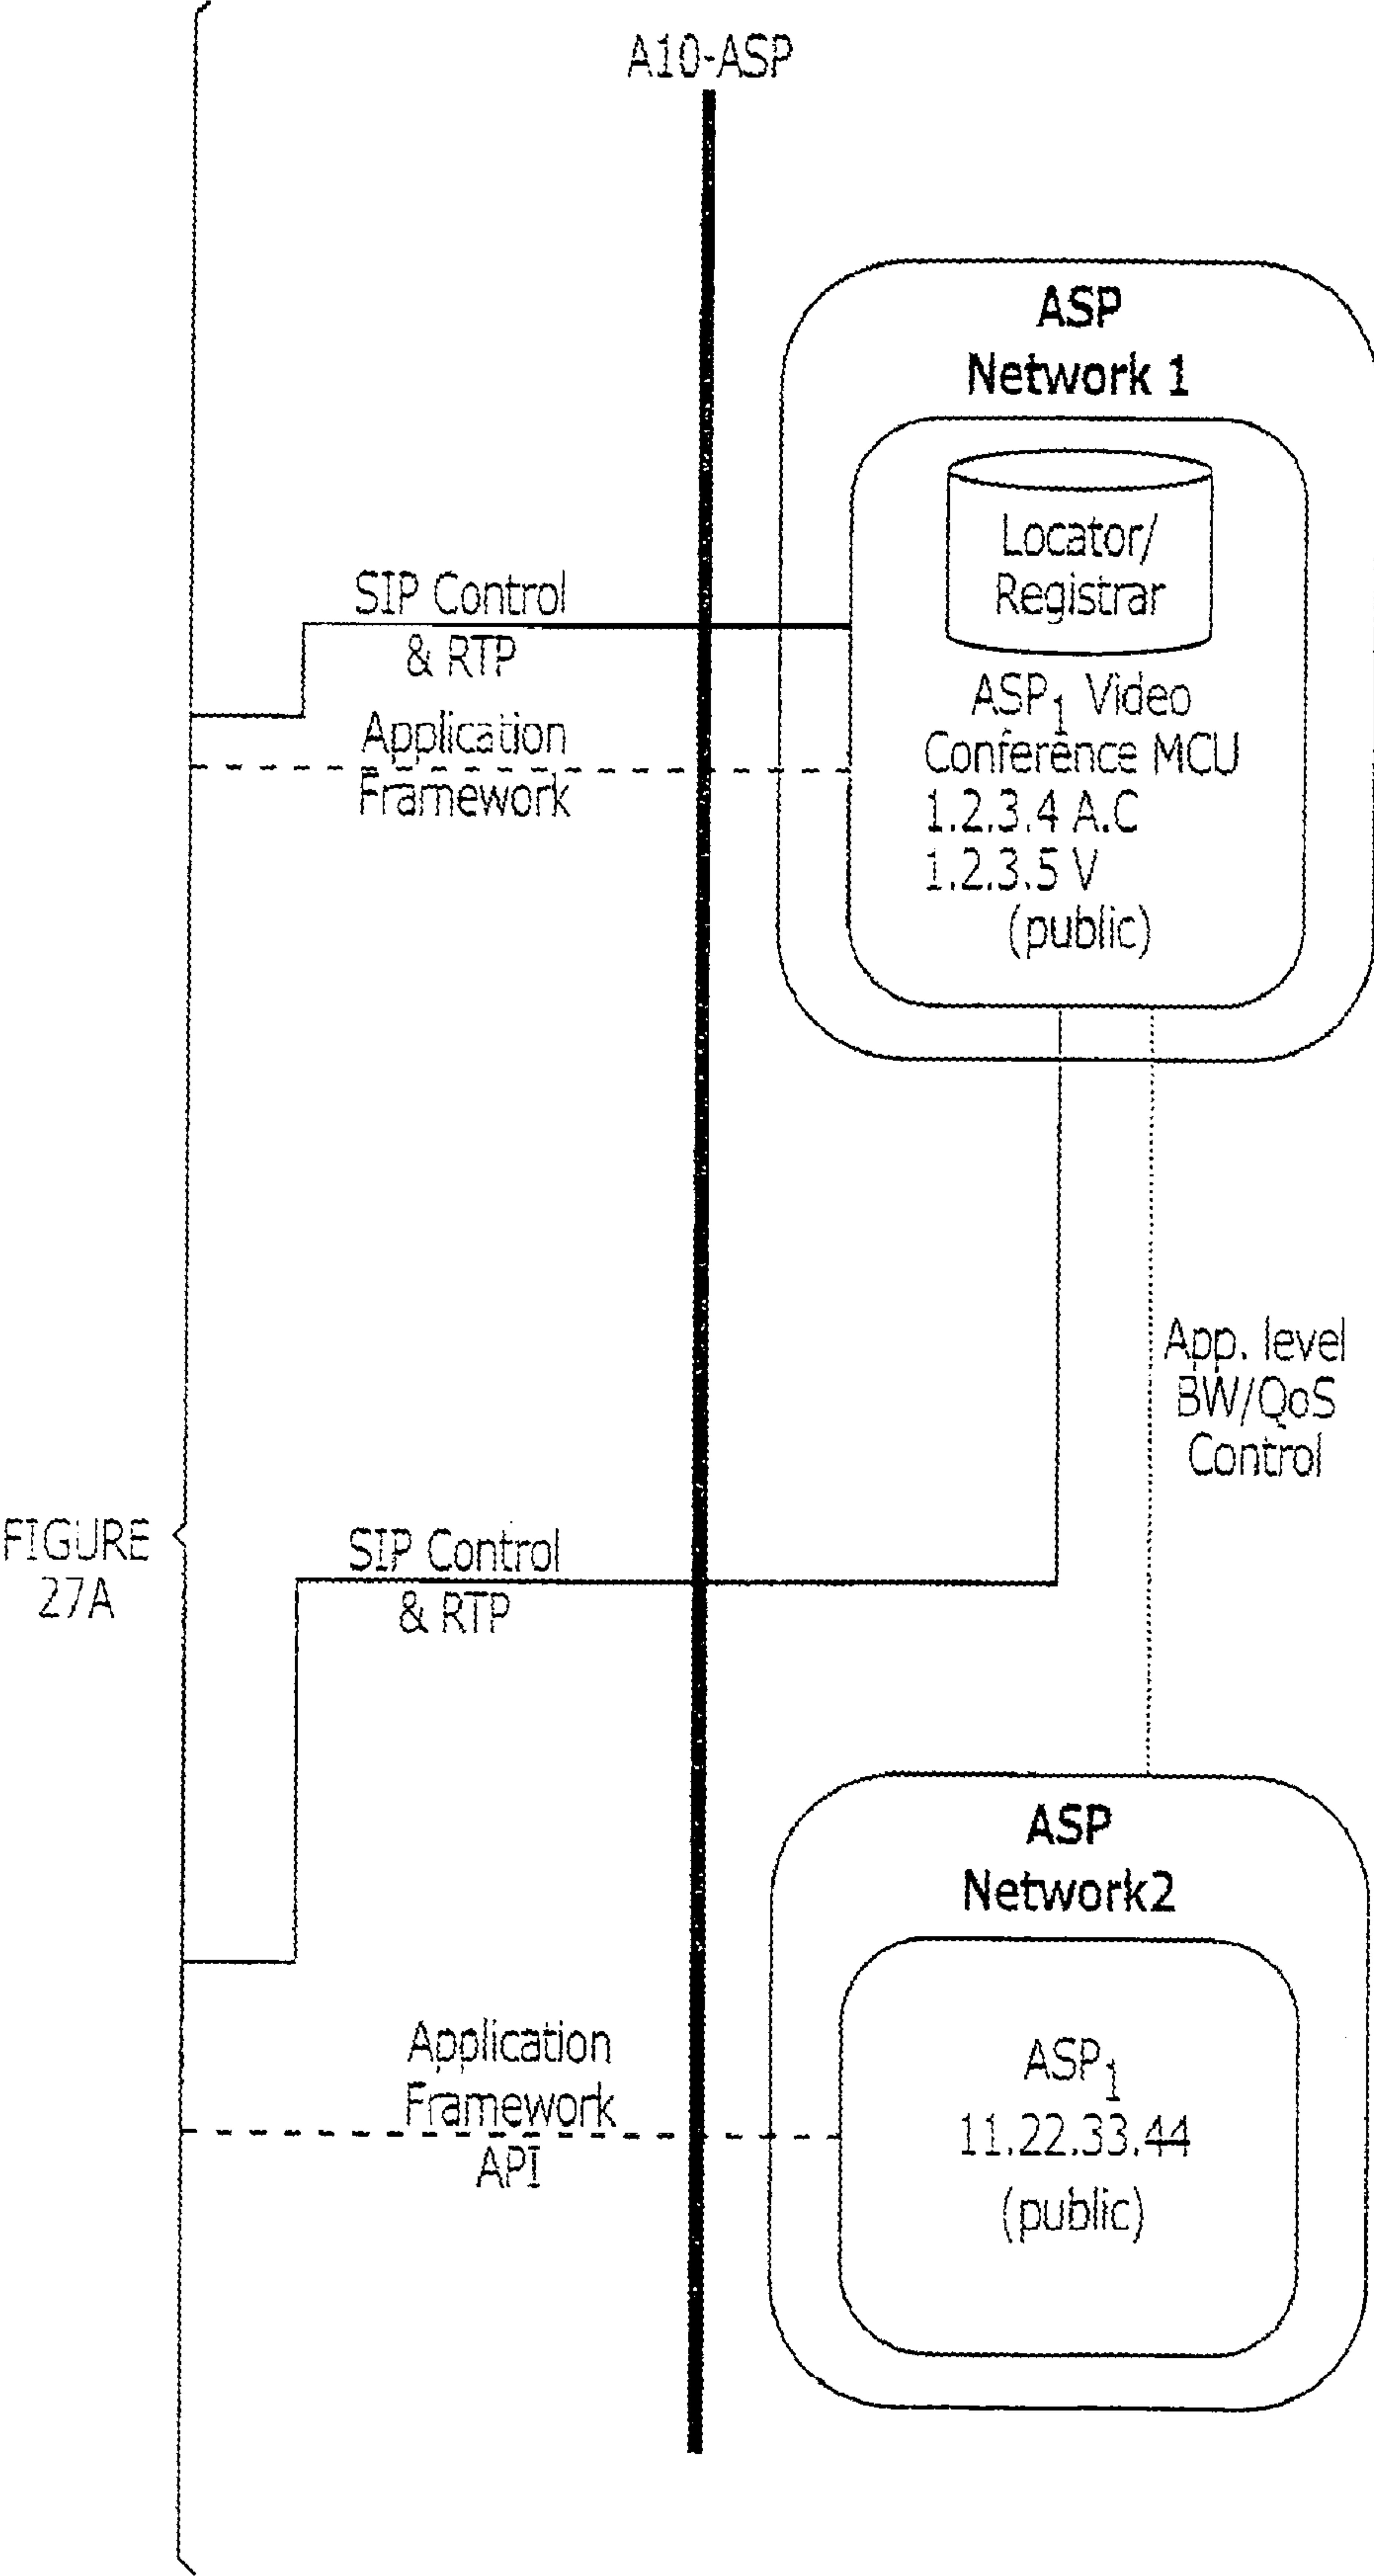 A10-ASP
ASP
Network 1
Locator/
Registrar
SIP Control
& RTP
ASP1 Video
Conference MCU
1.2.3.4 A.C
1.2.3.5 V
(public)
Application
Framework
App. level
BW/QoS
Control
FIGURE
27A
SIP Control
& RTP
ASP
Network2
Application
Framework
API
ASP1
11.22.33.44
(public)